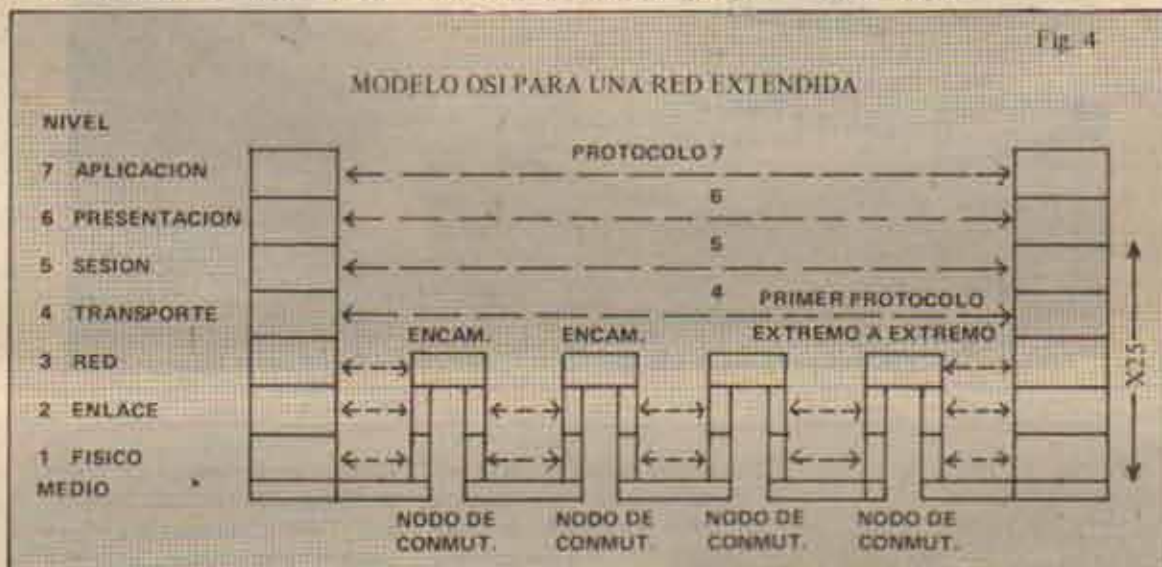 Fig. 4
MODELO OSI PARA UNA RED EXTENDIDA
NIVEL
7 APLICACION
PROTOCOLO 7
6 PRESENTACION
6
5 SESION
5
4 TRANSPORTE
4
PRIMER PROTOCOLO
EXTREMO A EXTREMO
ENCAM.
ENCAM.
3 RED
2 ENLACE
1 FISICO
MEDIO
X25
NODO DE CONMUT.
NODO DE CONMUT.
NODO DE CONMUT.
NODO DE CONMUT.